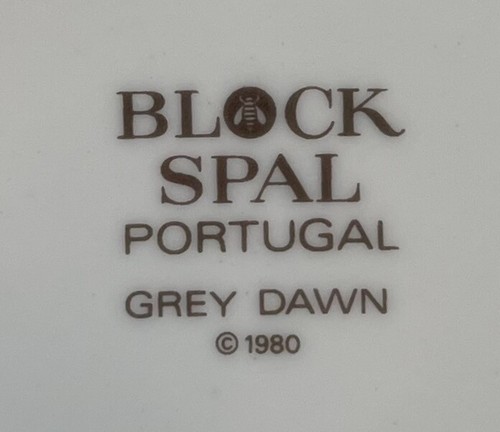 BLOCK
SPAL
PORTUGAL
GREY DAWN
© 1980